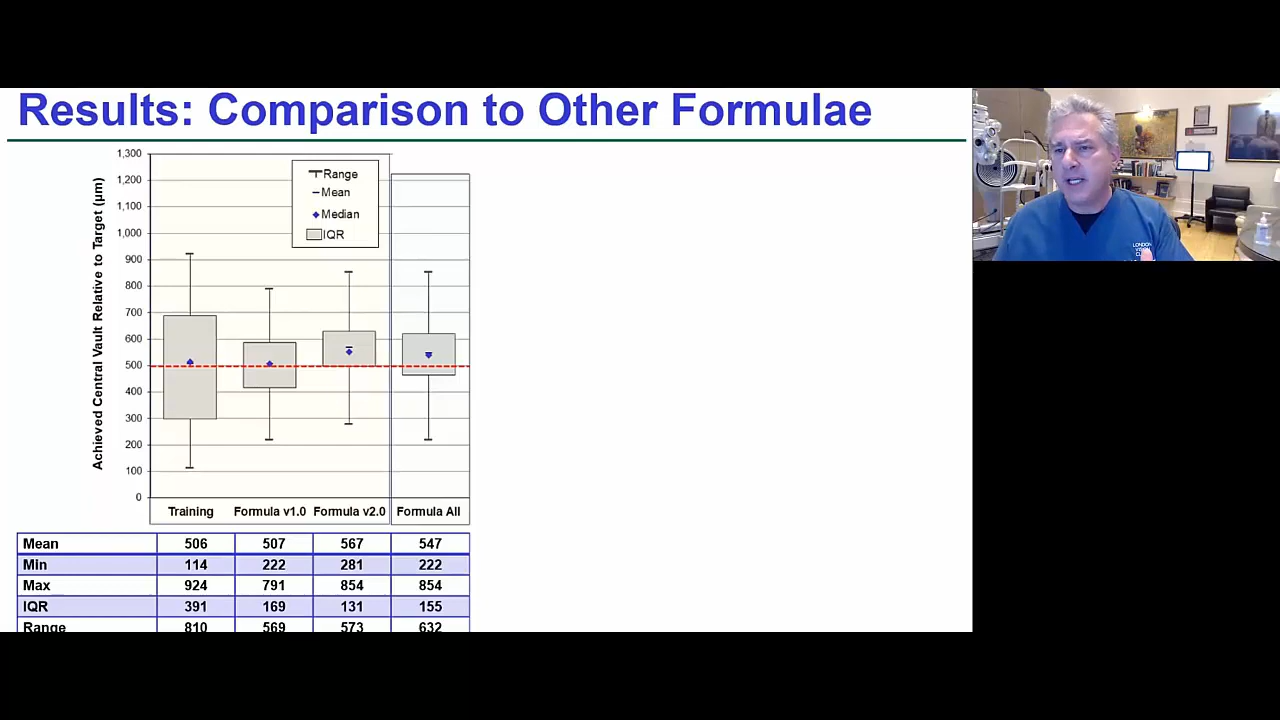 Results: Comparison to Other Formulae
Achieved Central Vault Relative to Target (µm)
1,300
1,200
1,100
1,000
900
800
700
600
500
400
300
200
100
0
Range
Mean
Median
IQR
Training Formula v1.0 Formula v2.0 Formula All
Mean 506 507 567 547
Min 114 222 281 222
Max 924 791 854 854
IQR 391 169 131 155
Range 810 569 573 632
LONDON